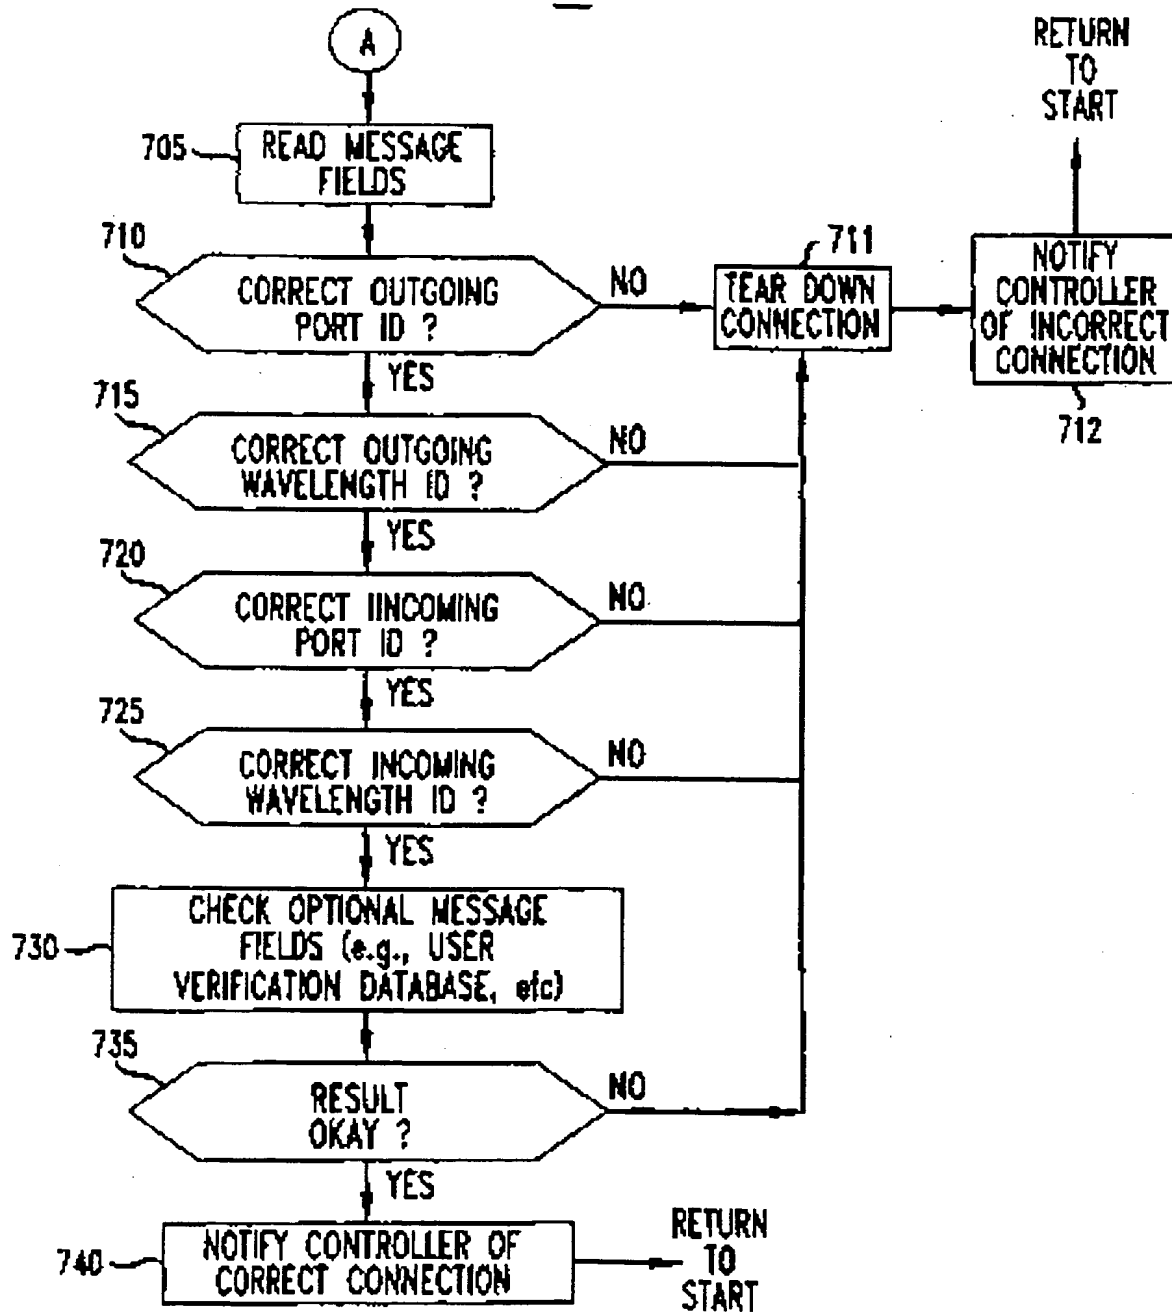 A
RETURN
TO
START
705
READ MESSAGE
FIELDS
710
CORRECT OUTGOING
PORT ID ?
NO
711
TEAR DOWN
CONNECTION
NOTIFY
CONTROLLER
OF INCORRECT
CONNECTION
712
YES
715
CORRECT OUTGOING
WAVELENGTH ID ?
NO
YES
720
CORRECT IINCOMING
PORT ID ?
NO
YES
725
CORRECT INCOMING
WAVELENGTH ID ?
NO
YES
730
CHECK OPTIONAL MESSAGE
FIELDS (e.g., USER
VERIFICATION DATABASE, etc)
735
RESULT
OKAY ?
NO
YES
740
NOTIFY CONTROLLER OF
CORRECT CONNECTION
RETURN
TO
START